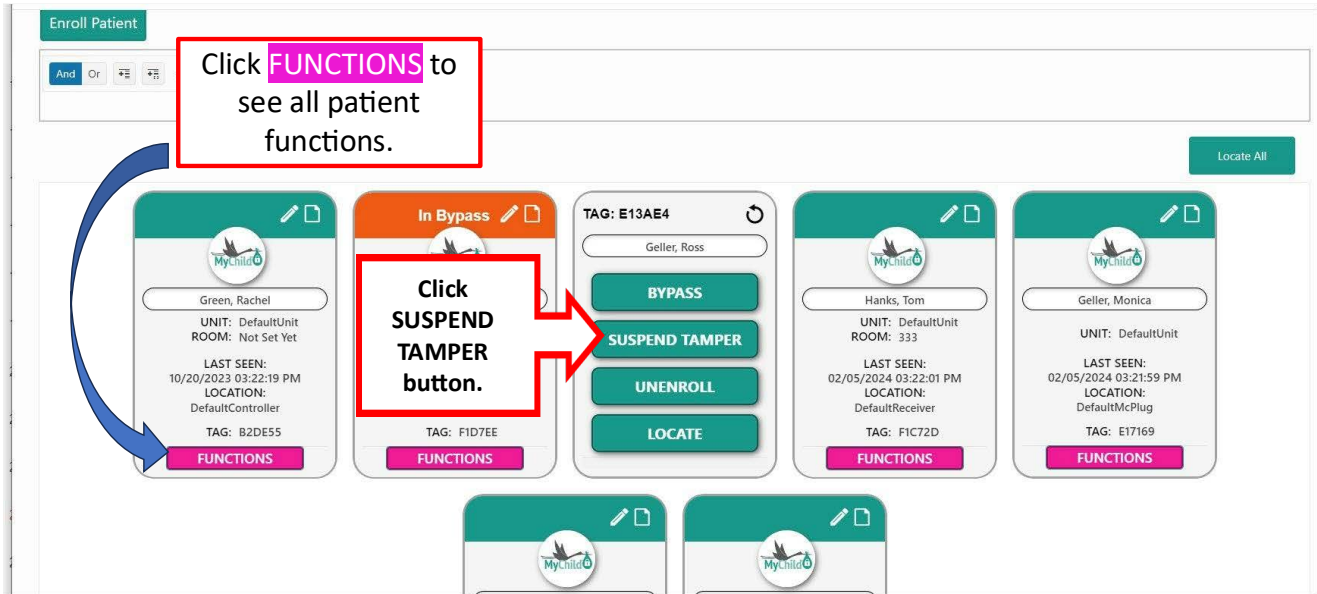 Enroll Patient
And Or
Click FUNCTIONS to
see all patient
functions.
Locate All
MyChild
Green, Rachel
UNIT: DefaultUnit
ROOM: Not Set Yet
LAST SEEN:
10/20/2023 03:22:19 PM
LOCATION:
DefaultController
TAG: B2DE55
FUNCTIONS
In Bypass
Click
SUSPEND
TAMPER
button.
TAG: F1D7EE
FUNCTIONS
TAG: E13AE4
Geller, Ross
BYPASS
SUSPEND TAMPER
UNENROLL
LOCATE
MyChild
Hanks, Tom
UNIT: DefaultUnit
ROOM: 333
LAST SEEN:
02/05/2024 03:22:01 PM
LOCATION:
DefaultReceiver
TAG: F1C72D
FUNCTIONS
MyChild
Geller, Monica
UNIT: DefaultUnit
LAST SEEN:
02/05/2024 03:21:59 PM
LOCATION:
DefaultMcPlug
TAG: E17169
FUNCTIONS
MyChild
MyChild